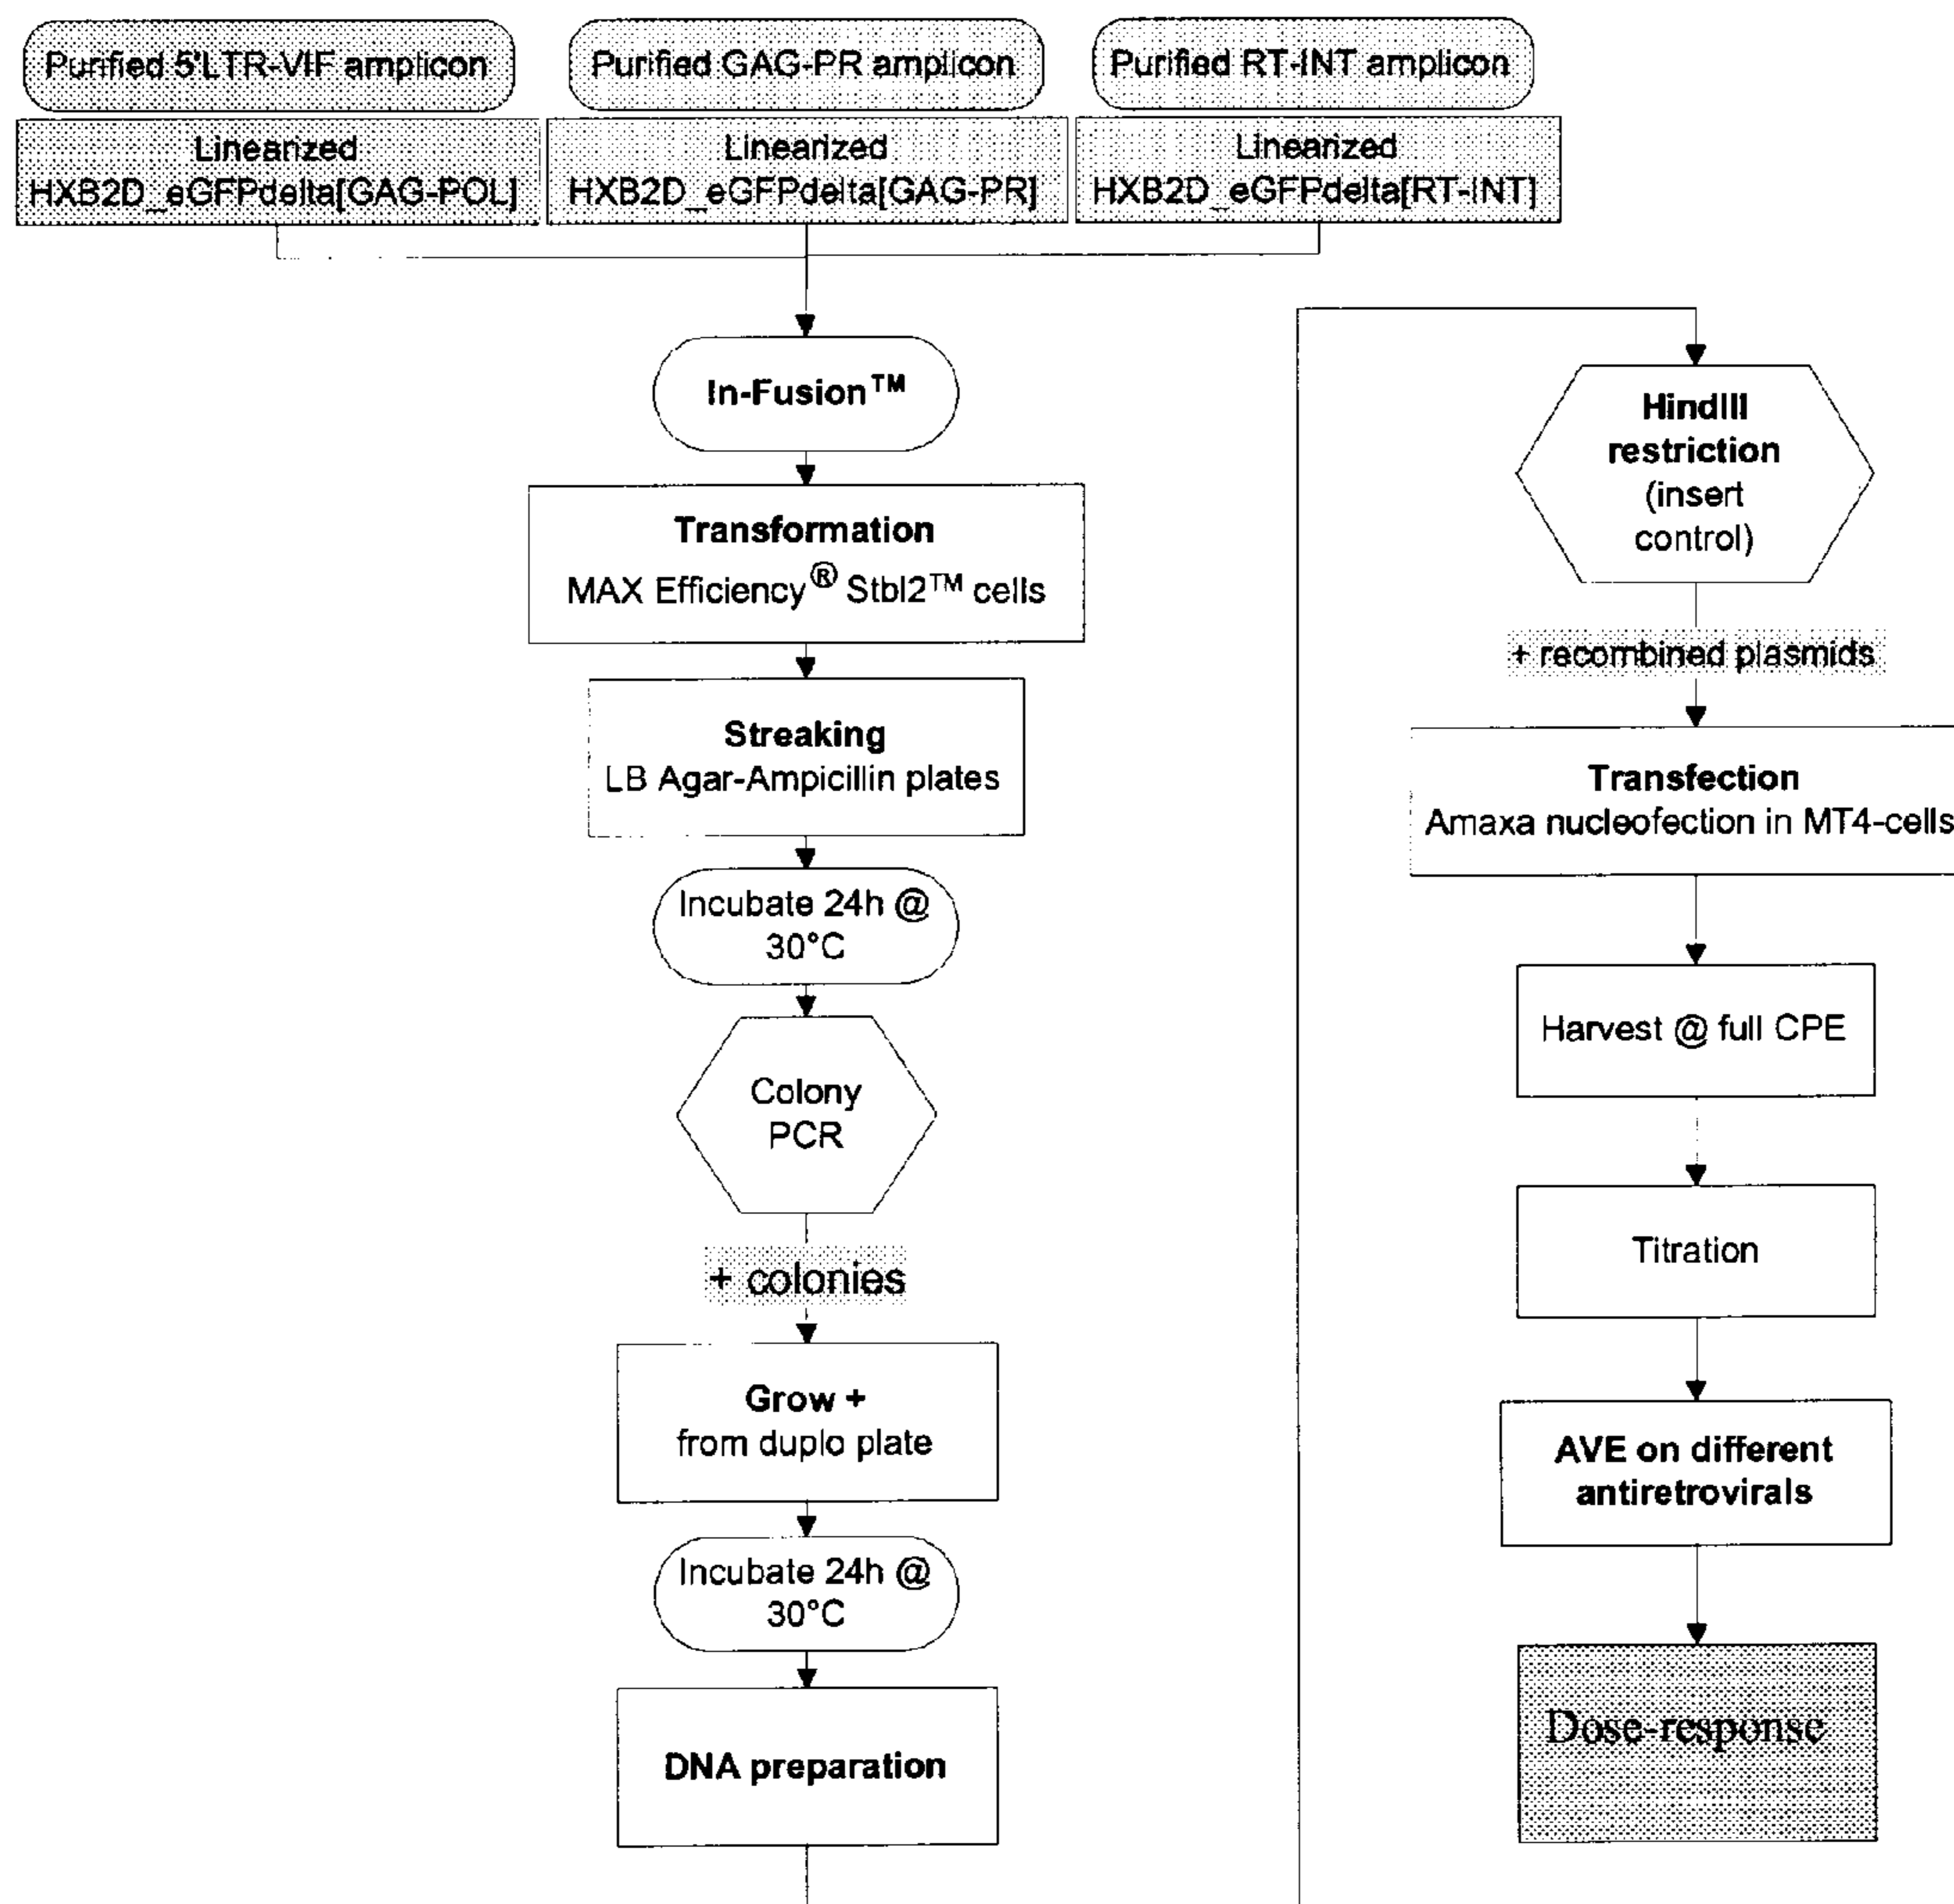 Purified 5'LTR-VIF amplicon
Linearized
HXB2D_eGFPdelta[GAG-POL]
Purified GAG-PR amplicon
Linearized
HXB2D_eGFPdelta[GAG-PR]
Purified RT-INT amplicon
Linearized
HXB2D_eGFPdelta[RT-INT]
In-Fusion™
Transformation
MAX Efficiency® Stbl2™ cells
Streaking
LB Agar-Ampicillin plates
Incubate 24h @
30°C
Colony
PCR
+ colonies
Grow +
from duplo plate
Incubate 24h @
30°C
DNA preparation
HindIII
restriction
(insert
control)
+ recombined plasmids
Transfection
Amaxa nucleofection in MT4-cells
Harvest @ full CPE
Titration
AVE on different
antiretrovirals
Dose-response